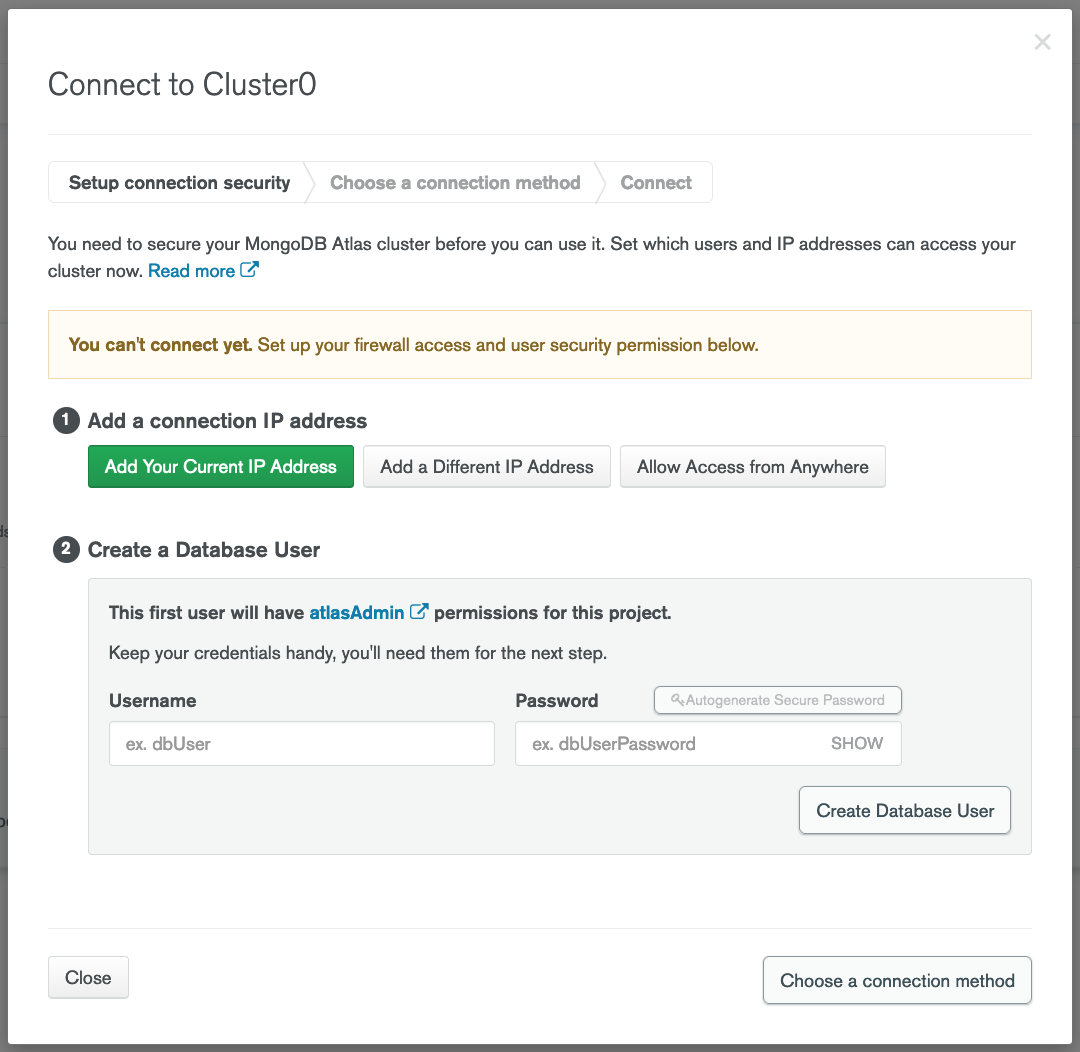 Connect to Cluster0
Setup connection security
Choose a connection method
Connect
You need to secure your MongoDB Atlas cluster before you can use it. Set which users and IP addresses can access your
cluster now. Read more
You can't connect yet. Set up your firewall access and user security permission below.
1 Add a connection IP address
Add Your Current IP Address
Add a Different IP Address
Allow Access from Anywhere
2 Create a Database User
This first user will have atlasAdmin permissions for this project.
Keep your credentials handy, you'll need them for the next step.
Username
Password
Autogenerate Secure Password
ex. dbUser
ex. dbUserPassword
SHOW
Create Database User
Close
Choose a connection method